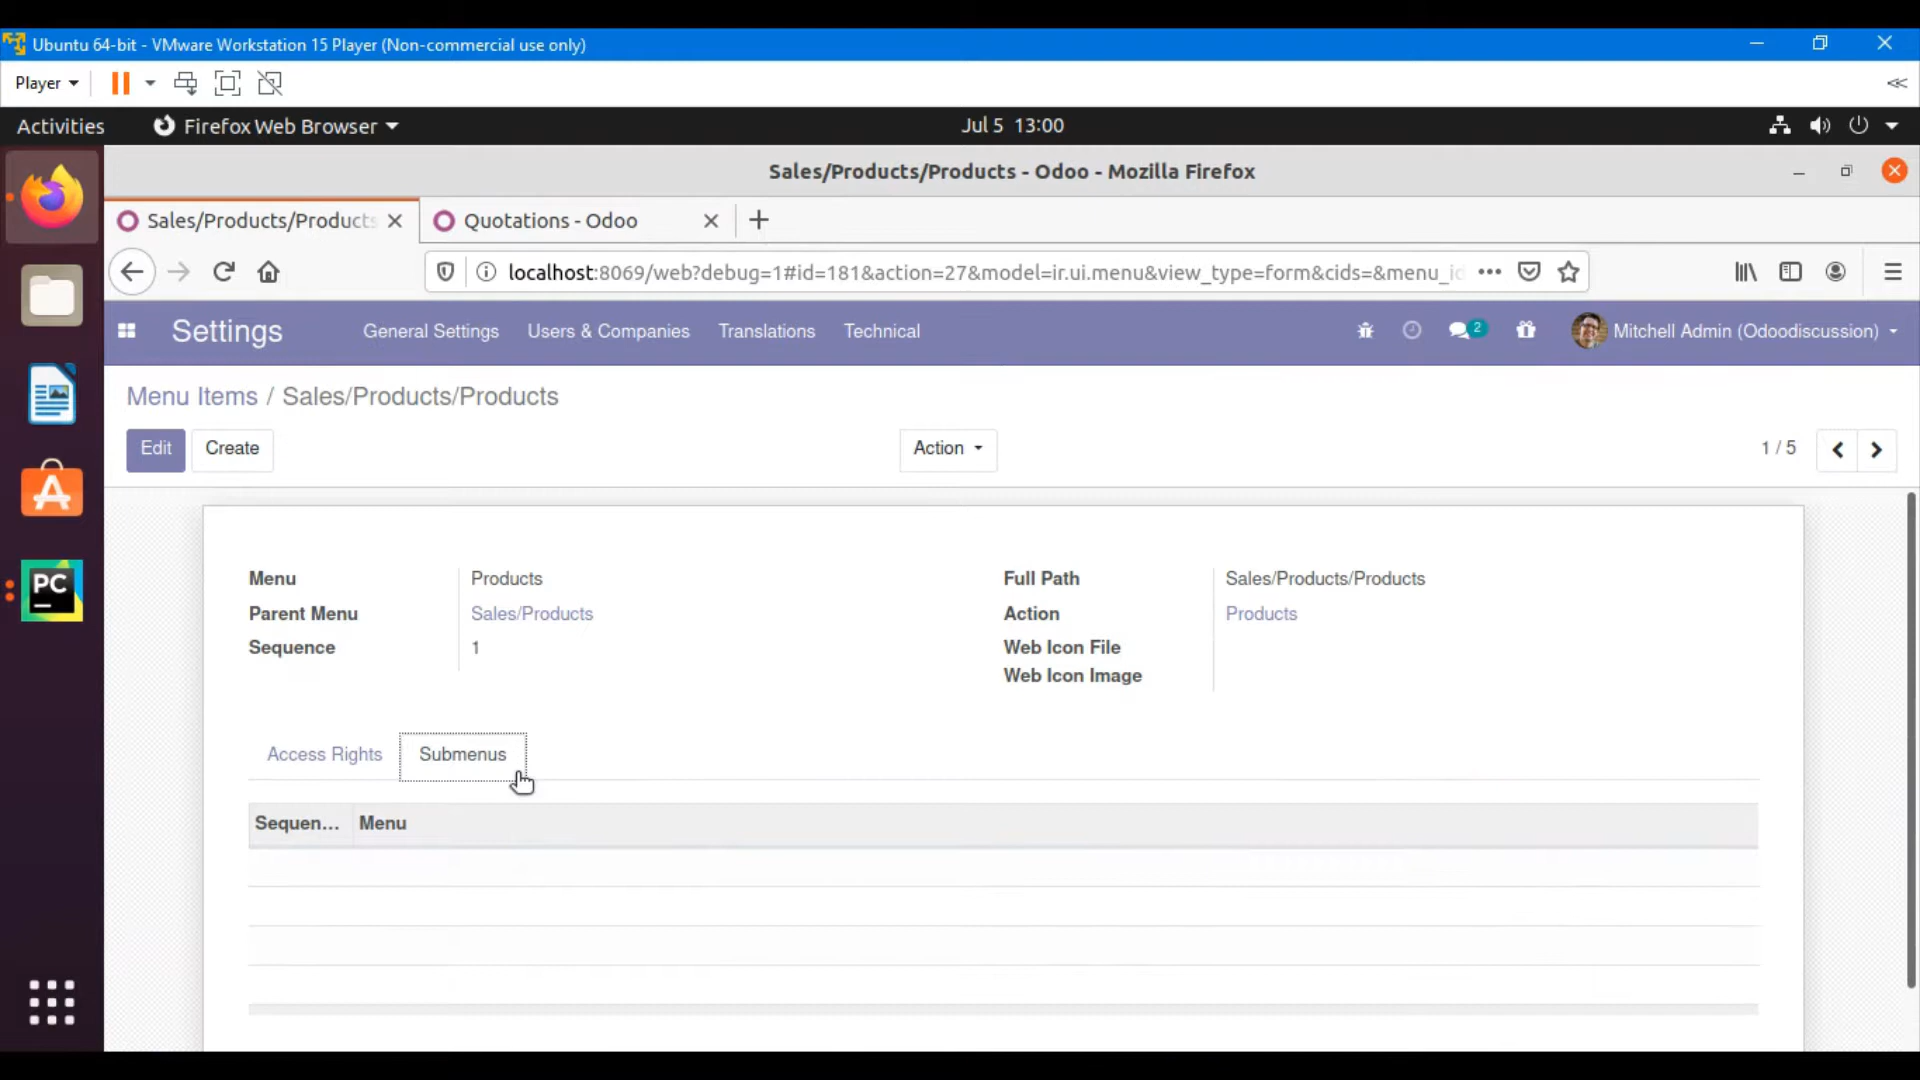 Ubuntu 64-bit - VMware Workstation 15 Player (Non-commercial use only)
Player
Activities
Firefox Web Browser
Jul 5 13:00
Sales/Products/Products - Odoo - Mozilla Firefox
Sales/Products/Products
Quotations - Odoo
localhost:8069/web?debug=1#id=181&action=27&model=ir.ui.menu&view_type=form&cids=&menu_id
Settings
General Settings
Users & Companies
Translations
Technical
2
Mitchell Admin (Odoodiscussion)
Menu Items / Sales/Products/Products
Edit
Create
Action
1 / 5
PC
Menu
Products
Parent Menu
Sales/Products
Sequence
1
Full Path
Sales/Products/Products
Action
Products
Web Icon File
Web Icon Image
Access Rights
Submenus
Sequen...
Menu